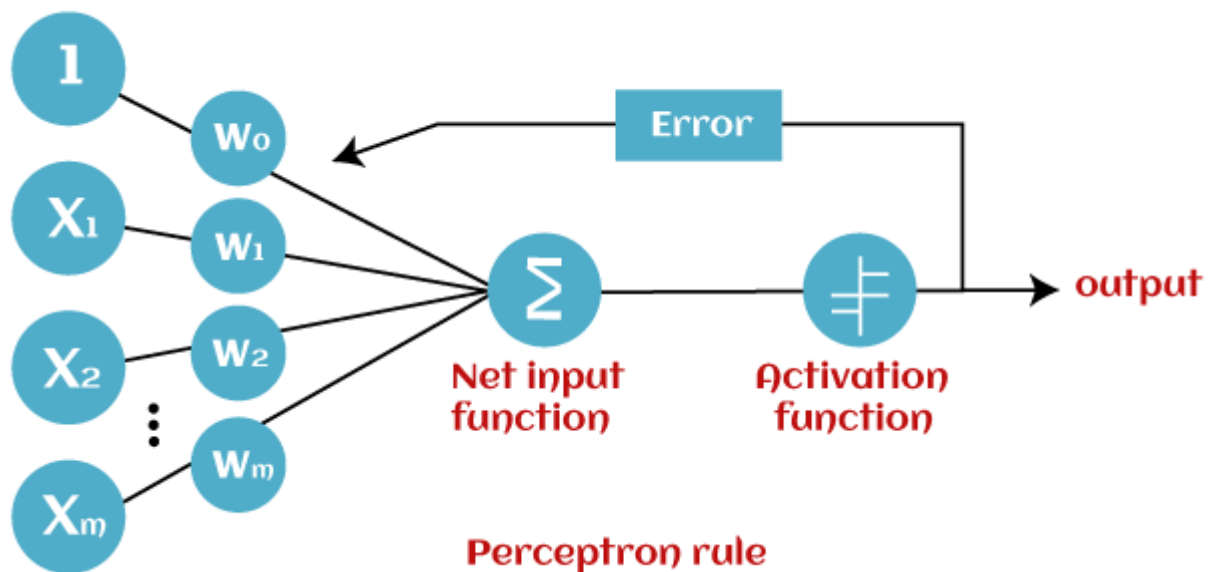 1
W0
Error
X1
W1
Σ
output
X2
W2
Net input
function
Activation
function
Wm
Xm
Perceptron rule